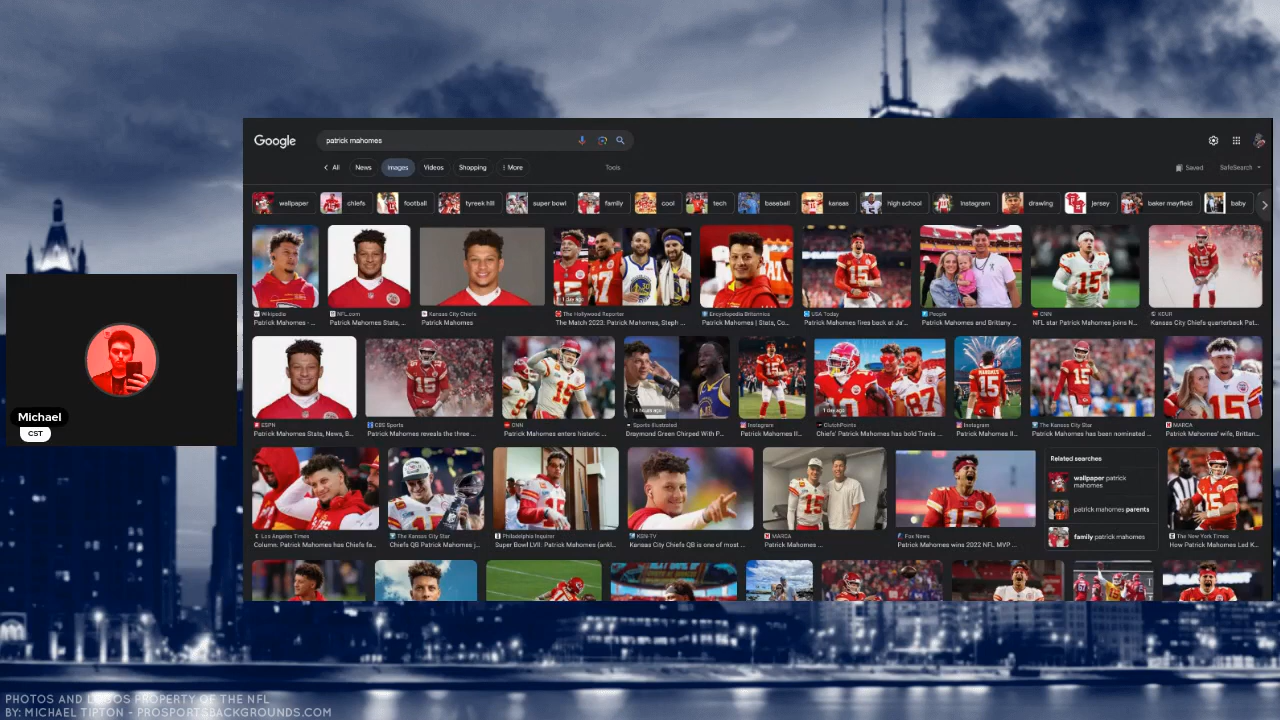 Google
patrick mahomes
All News Images Videos Shopping More Tools
Saved SafeSearch
wallpaper chiefs football tyreek hill super bowl family cool tech baseball kansas high school instagram drawing jersey baker mayfield baby
1 day ago
Wikipedia NFL.com Kansas City Chiefs The Hollywood Reporter Encyclopedia Britannica USA Today People CNN KCUR
Patrick Mahomes - ... Patrick Mahomes Stats, ... Patrick Mahomes The Match 2023: Patrick Mahomes, Steph ... Patrick Mahomes | Stats, Co... Patrick Mahomes fires back at Ja'... Patrick Mahomes and Brittany ... NFL star Patrick Mahomes joins N... Kansas City Chiefs quarterback Pat...
14 hours ago 1 day ago
ESPN CBS Sports CNN Sports Illustrated Instagram ClutchPoints Instagram The Kansas City Star MARCA
Patrick Mahomes Stats, News, B... Patrick Mahomes reveals the three ... Patrick Mahomes enters historic ... Draymond Green Chirped With P... Patrick Mahomes II... Chiefs' Patrick Mahomes has bold Travis ... Patrick Mahomes II... Patrick Mahomes has been nominated ... Patrick Mahomes' wife, Brittan...
Related searches
wallpaper patrick mahomes
patrick mahomes parents
family patrick mahomes
Los Angeles Times The Kansas City Star Philadelphia Inquirer KSN-TV MARCA Fox News The New York Times
Column: Patrick Mahomes has Chiefs fa... Chiefs QB Patrick Mahomes j... Super Bowl LVII: Patrick Mahomes (ankl... Kansas City Chiefs QB is one of most ... Patrick Mahomes ... Patrick Mahomes wins 2022 NFL MVP ... How Patrick Mahomes Led K...
Michael
CST
PHOTOS AND LOGOS PROPERTY OF THE NFL
BY: MICHAEL TIPTON - PROSPORTSBACKGROUNDS.COM